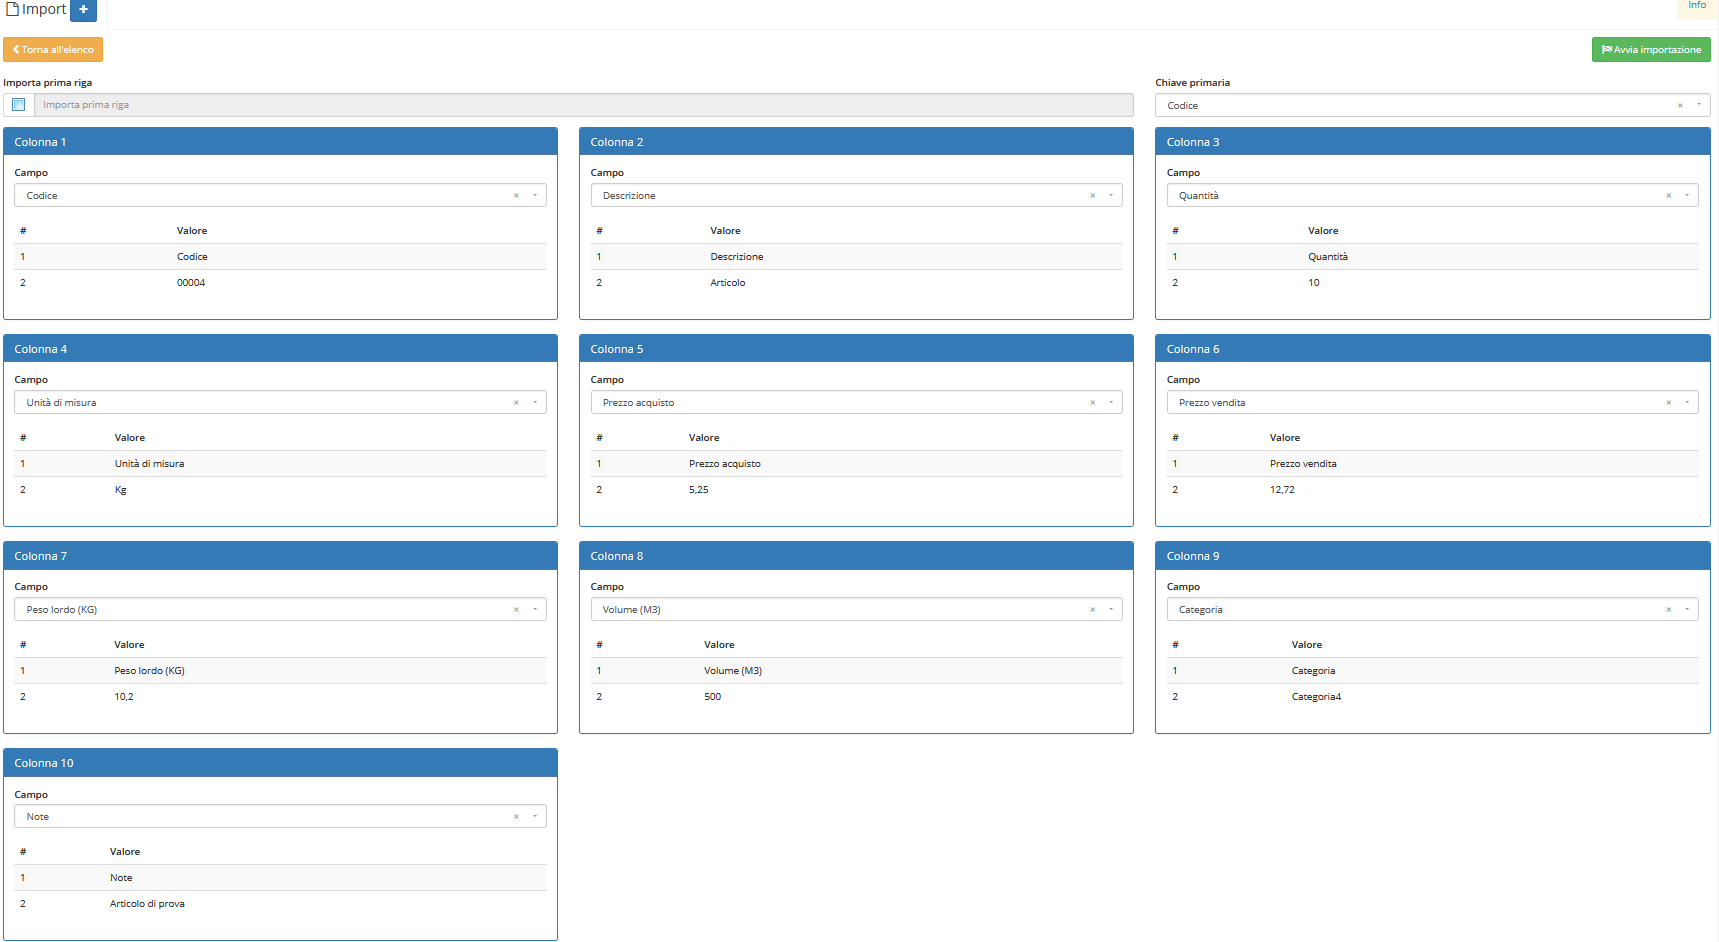 Import +
Info
Torna all'elenco
Avvia importazione
Importa prima riga
Chiave primaria
Importa prima riga
Codice × 
Colonna 1
Colonna 2
Colonna 3
Campo
Campo
Campo
Codice ×
Descrizione ×
Quantità ×
# Valore
# Valore
# Valore
1 Codice
1 Descrizione
1 Quantità
2 00004
2 Articolo
2 10
Colonna 4
Colonna 5
Colonna 6
Campo
Campo
Campo
Unità di misura ×
Prezzo acquisto ×
Prezzo vendita ×
# Valore
# Valore
# Valore
1 Unità di misura
1 Prezzo acquisto
1 Prezzo vendita
2 Kg
2 5,25
2 12,72
Colonna 7
Colonna 8
Colonna 9
Campo
Campo
Campo
Peso lordo (KG) ×
Volume (M3) ×
Categoria ×
# Valore
# Valore
# Valore
1 Peso lordo (KG)
1 Volume (M3)
1 Categoria
2 10,2
2 500
2 Categoria4
Colonna 10
Campo
Note ×
# Valore
1 Note
2 Articolo di prova